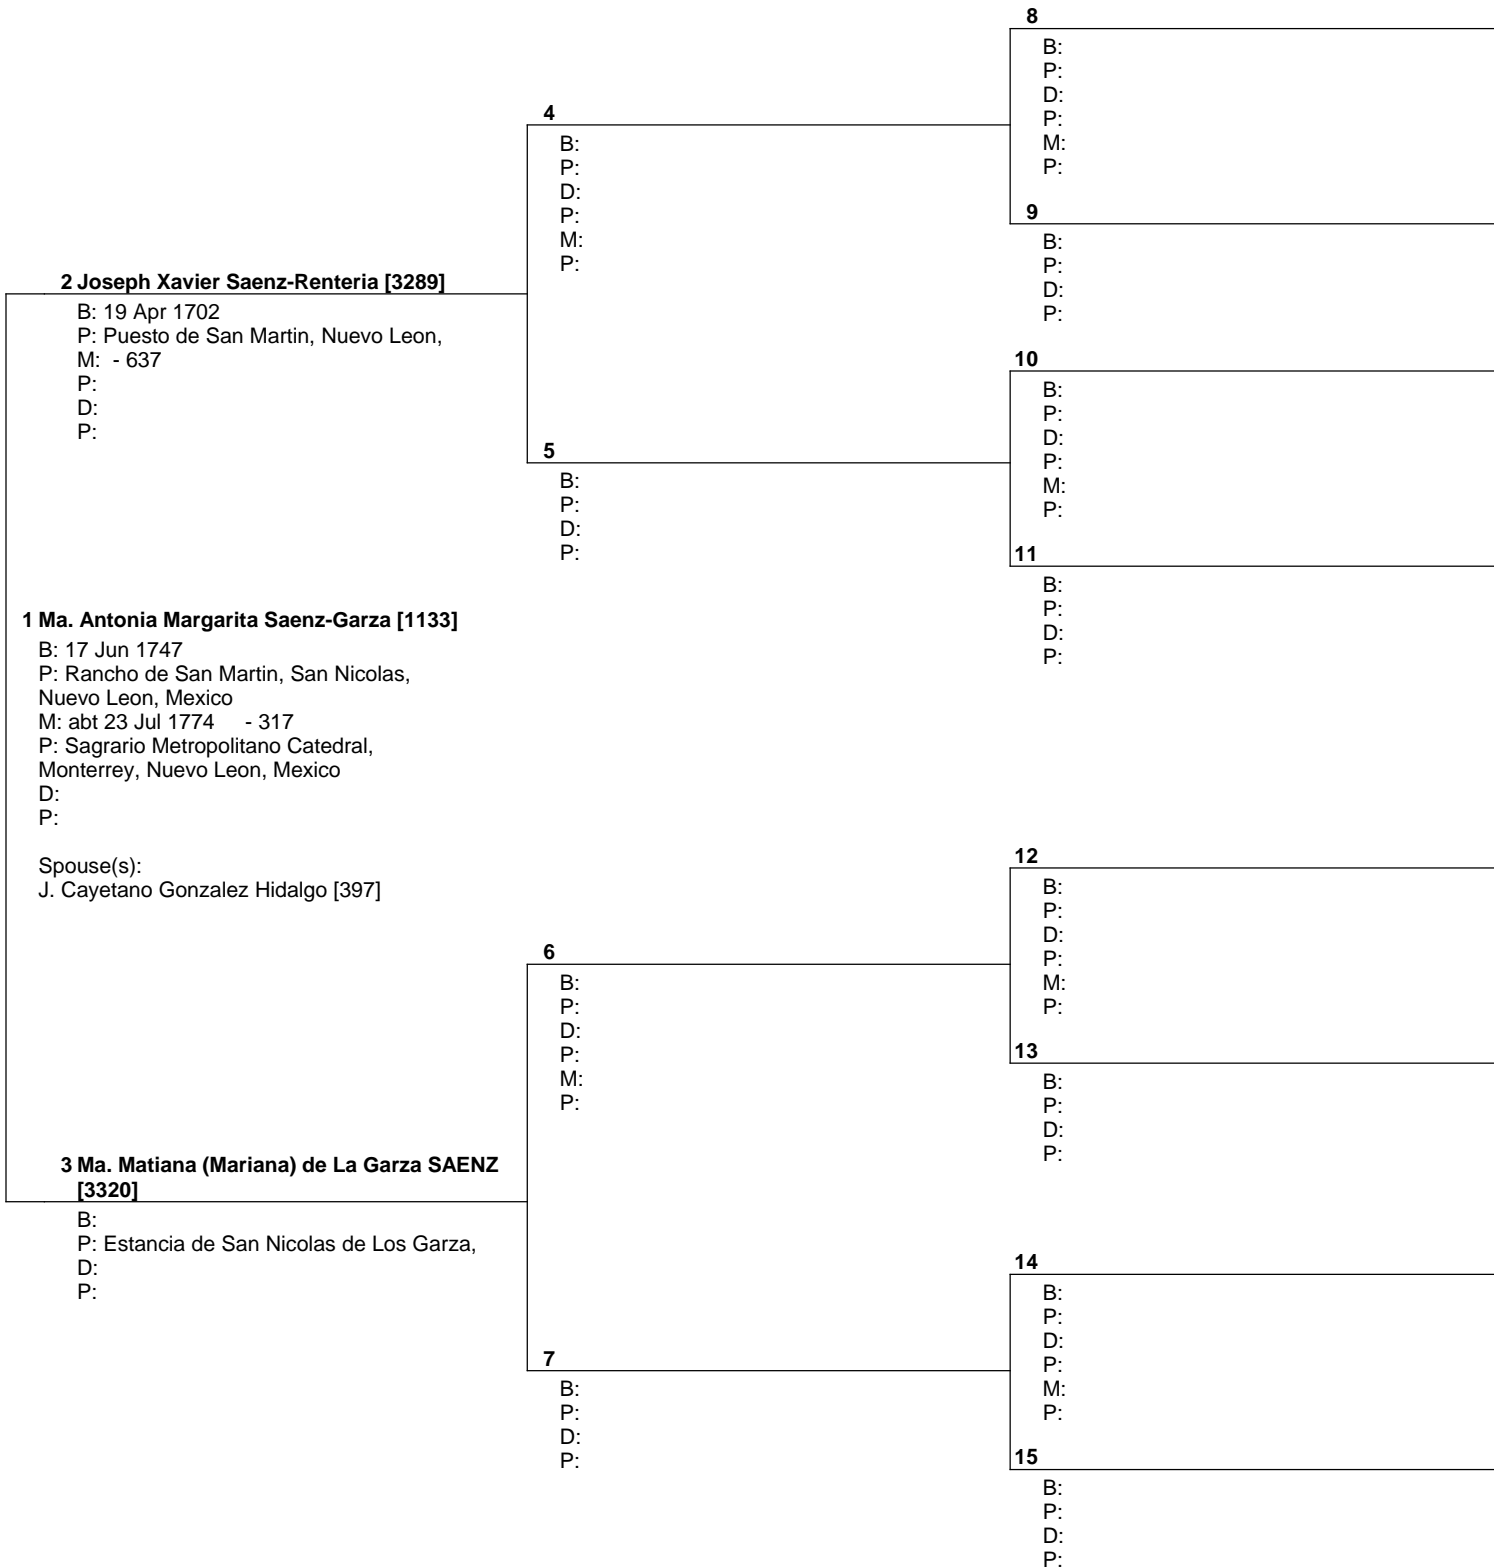 8
B:
P:
D:
P:
M:
P:
4
B:
P:
D:
P:
M:
P:
9
B:
P:
D:
P:
2 Joseph Xavier Saenz-Renteria [3289]
B: 19 Apr 1702
P: Puesto de San Martin, Nuevo Leon,
M:  - 637
P:
D:
P:
10
B:
P:
D:
P:
M:
P:
5
B:
P:
D:
P:
11
B:
P:
D:
P:
1 Ma. Antonia Margarita Saenz-Garza [1133]
B: 17 Jun 1747
P: Rancho de San Martin, San Nicolas,
Nuevo Leon, Mexico
M: abt 23 Jul 1774    - 317
P: Sagrario Metropolitano Catedral,
Monterrey, Nuevo Leon, Mexico
D:
P:
Spouse(s):
J. Cayetano Gonzalez Hidalgo [397]
12
B:
P:
D:
P:
M:
P:
6
B:
P:
D:
P:
M:
P:
13
B:
P:
D:
P:
3 Ma. Matiana (Mariana) de La Garza SAENZ
[3320]
B:
P: Estancia de San Nicolas de Los Garza,
D:
P:
14
B:
P:
D:
P:
M:
P:
7
B:
P:
D:
P:
15
B:
P:
D:
P: